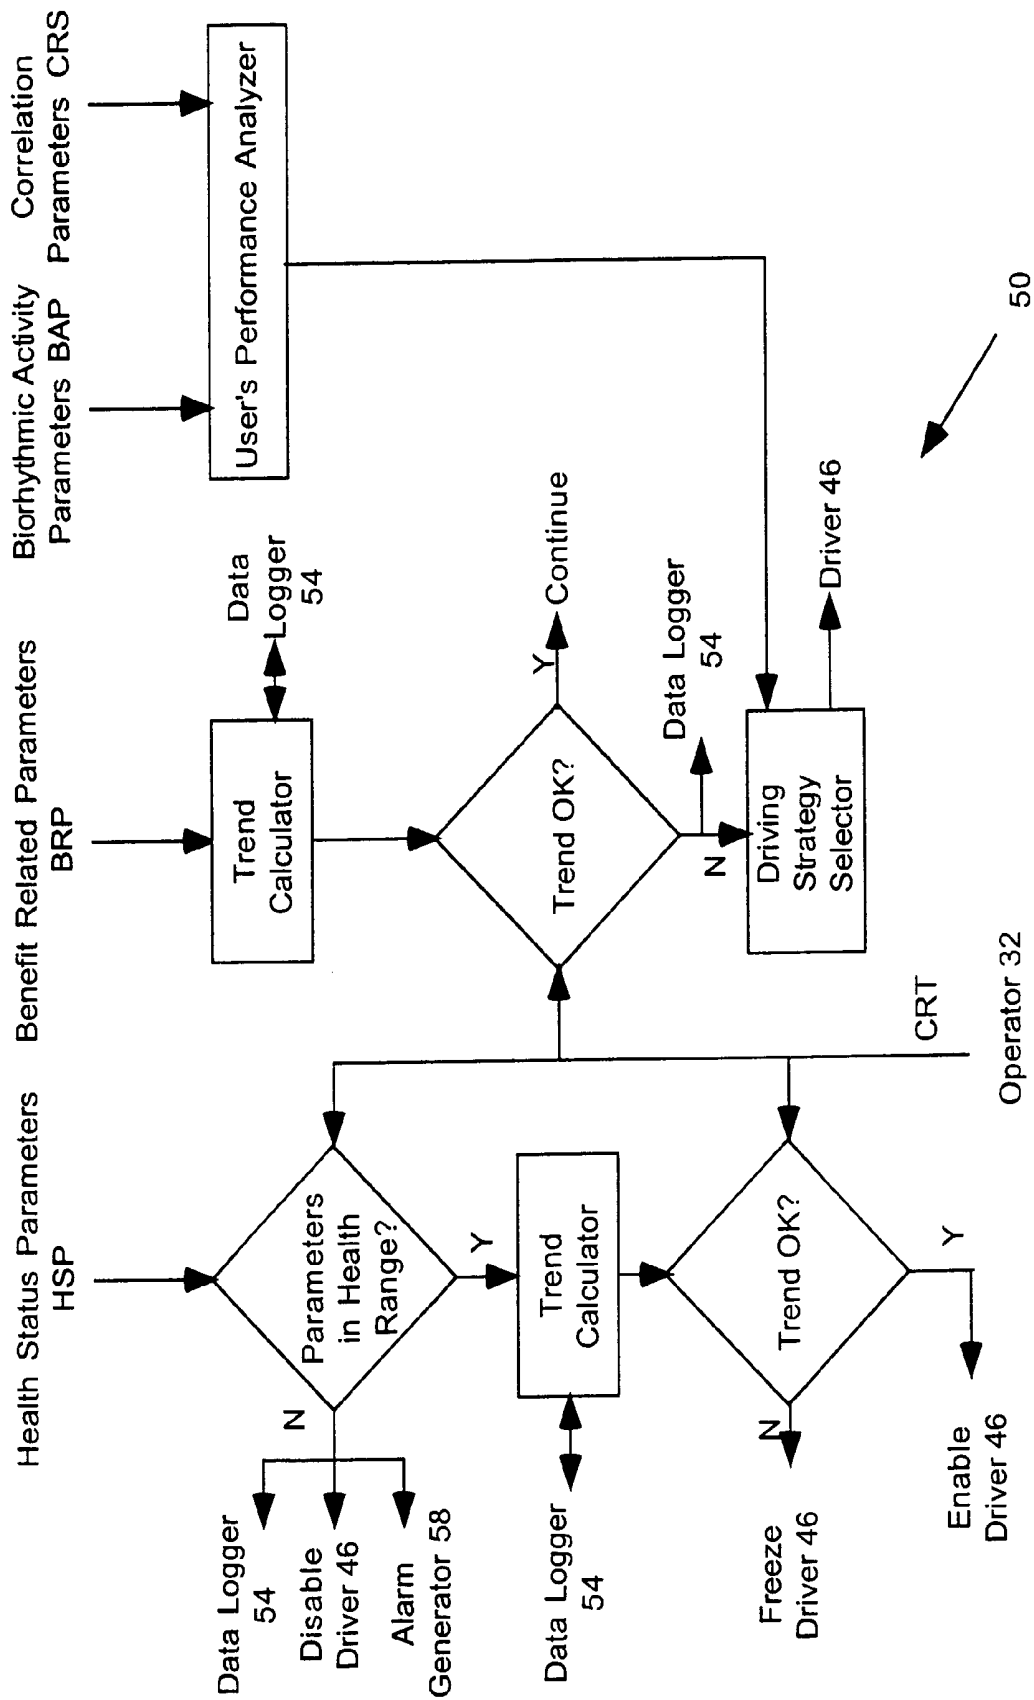 Health Status Parameters
HSP
Benefit Related Parameters
BRP
Biorhythmic Activity
Parameters BAP
Correlation
Parameters CRS
Parameters
in Health
Range?
N
Y
Data Logger
54
Disable
Driver 46
Alarm
Generator 58
Trend
Calculator
Data Logger
54
Trend OK?
N
Y
Freeze
Driver 46
Enable
Driver 46
Trend
Calculator
Data
Logger
54
Trend OK?
Y
Continue
N
Data Logger
54
Driving
Strategy
Selector
Driver 46
User's Performance Analyzer
CRT
Operator 32
50